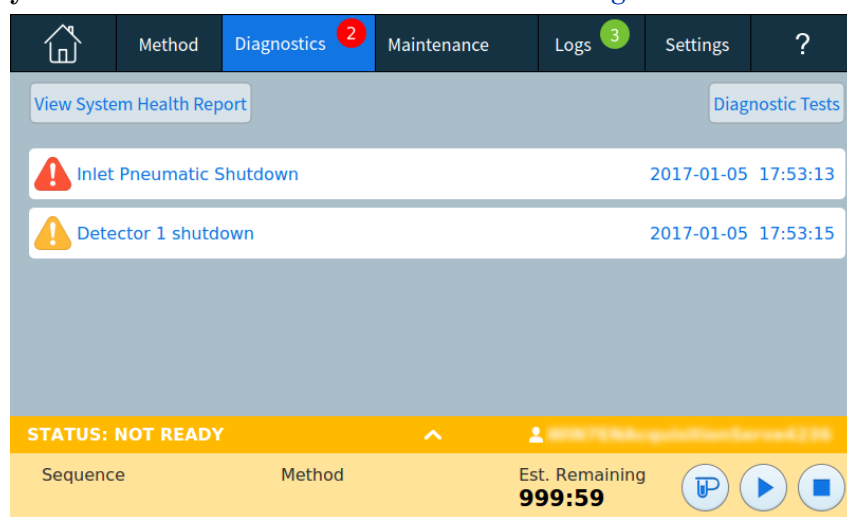 Method Diagnostics 2 Maintenance Logs 3 Settings ?
View System Health Report Diagnostic Tests
Inlet Pneumatic Shutdown 2017-01-05 17:53:13
Detector 1 shutdown 2017-01-05 17:53:15
STATUS: NOT READY
Sequence Method Est. Remaining
999:59